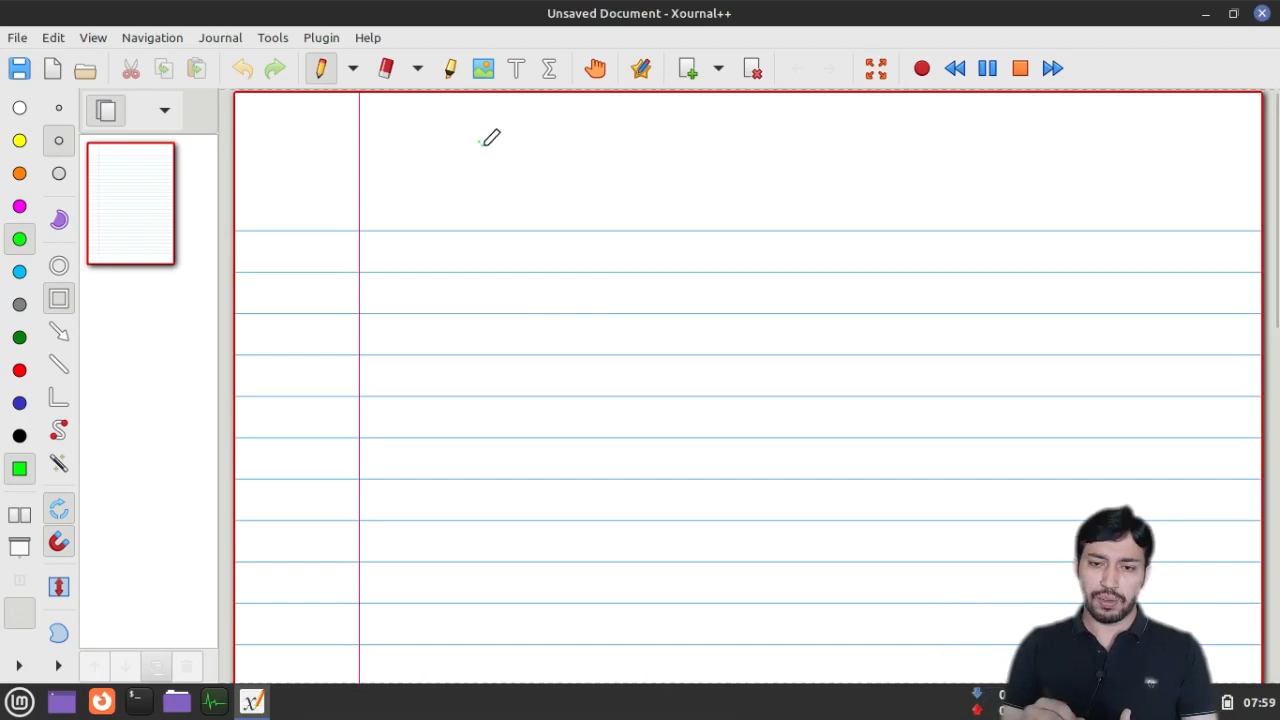 Unsaved Document - Xournal++
File Edit View Navigation Journal Tools Plugin Help
07:59